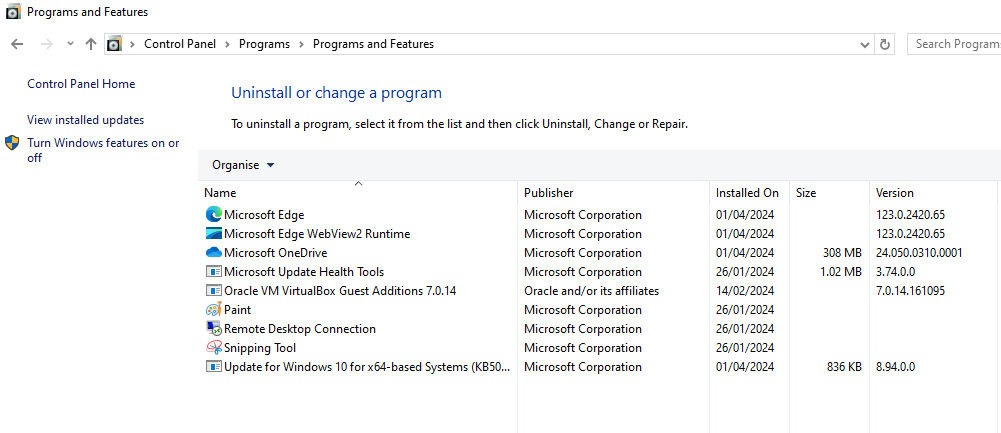 Programs and Features
Control Panel > Programs > Programs and Features
Search Program
Control Panel Home
View installed updates
Turn Windows features on or
off
Uninstall or change a program
To uninstall a program, select it from the list and then click Uninstall, Change or Repair.
Organise
Name Publisher Installed On Size Version
Microsoft Edge Microsoft Corporation 01/04/2024 123.0.2420.65
Microsoft Edge WebView2 Runtime Microsoft Corporation 01/04/2024 123.0.2420.65
Microsoft OneDrive Microsoft Corporation 01/04/2024 308 MB 24.050.0310.0001
Microsoft Update Health Tools Microsoft Corporation 26/01/2024 1.02 MB 3.74.0.0
Oracle VM VirtualBox Guest Additions 7.0.14 Oracle and/or its affiliates 14/02/2024 7.0.14.161095
Paint Microsoft Corporation 26/01/2024
Remote Desktop Connection Microsoft Corporation 26/01/2024
Snipping Tool Microsoft Corporation 26/01/2024
Update for Windows 10 for x64-based Systems (KB50... Microsoft Corporation 01/04/2024 836 KB 8.94.0.0